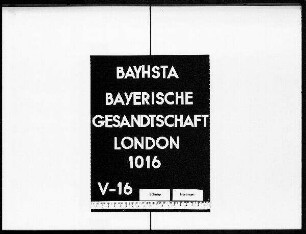 BAYHSTA
BAYERISCHE
GESANDTSCHAFT
LONDON
1016
V-16